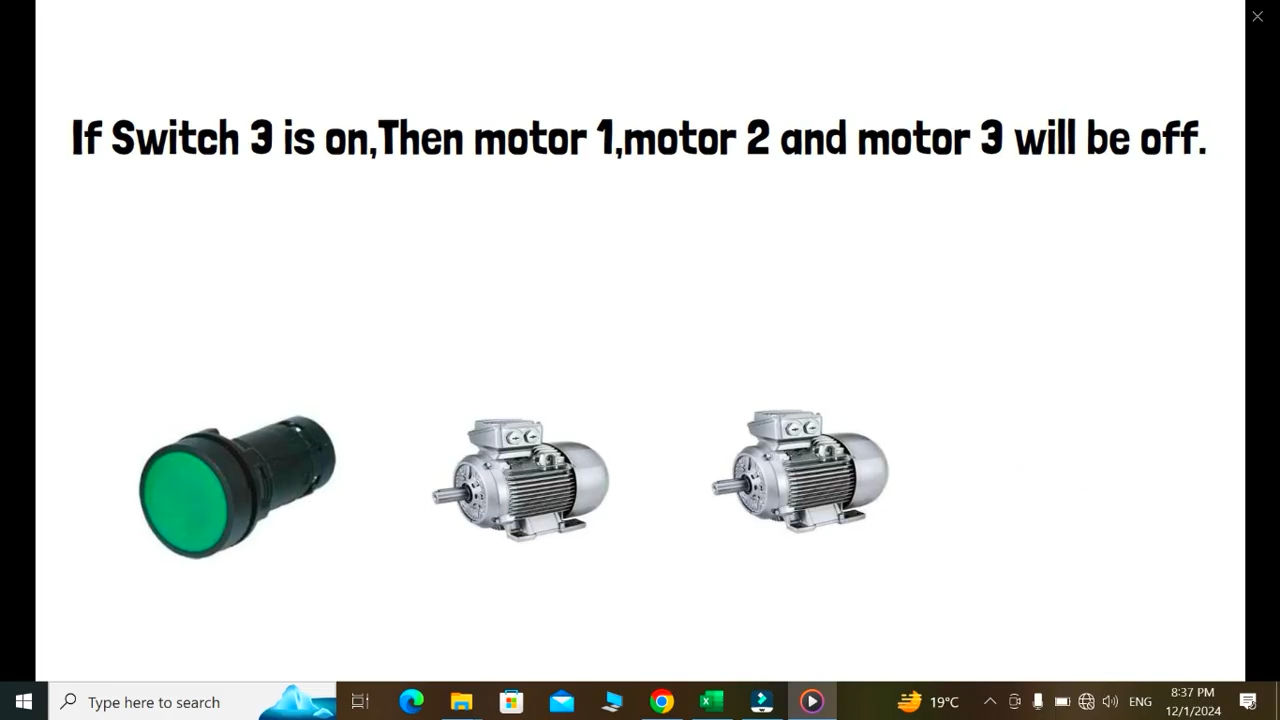 If Switch 3 is on,Then motor 1,motor 2 and motor 3 will be off.
Type here to search
19°C
ENG
8:37 PM
12/1/2024